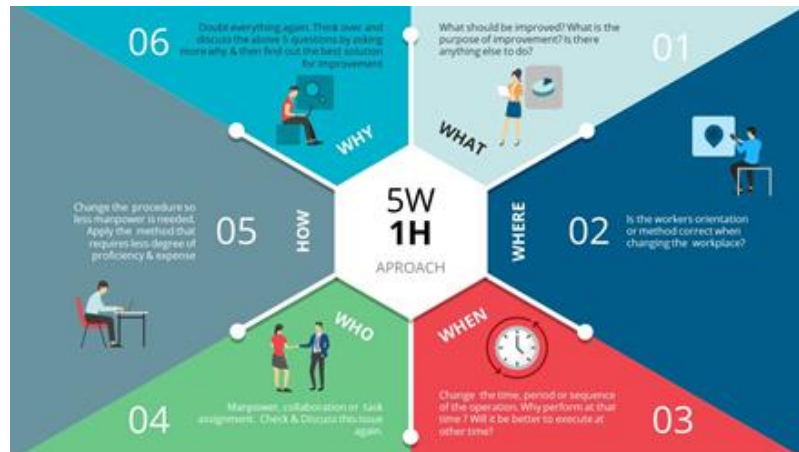 06
Doubt everything again. Think over and
discuss the above 5 questions by asking
more why & then find out the best solution
for improvement
WHY
What should be improved? What is the
purpose of improvement? Is there
anything else to do?
01
WHAT
Change the procedure so
less manpower is needed.
Apply the method that
requires less degree of
proficiency & expense
05
HOW
5W
1H
APROACH
WHERE
02
Is the workers orientation
or method correct when
changing the workplace?
WHO
04
Manpower, collaboration or task
assignment. Check & Discuss this issue
again.
WHEN
Change the time, period or sequence
of the operation. Why perform at that
time ? Will it be better to execute at
other time?
03